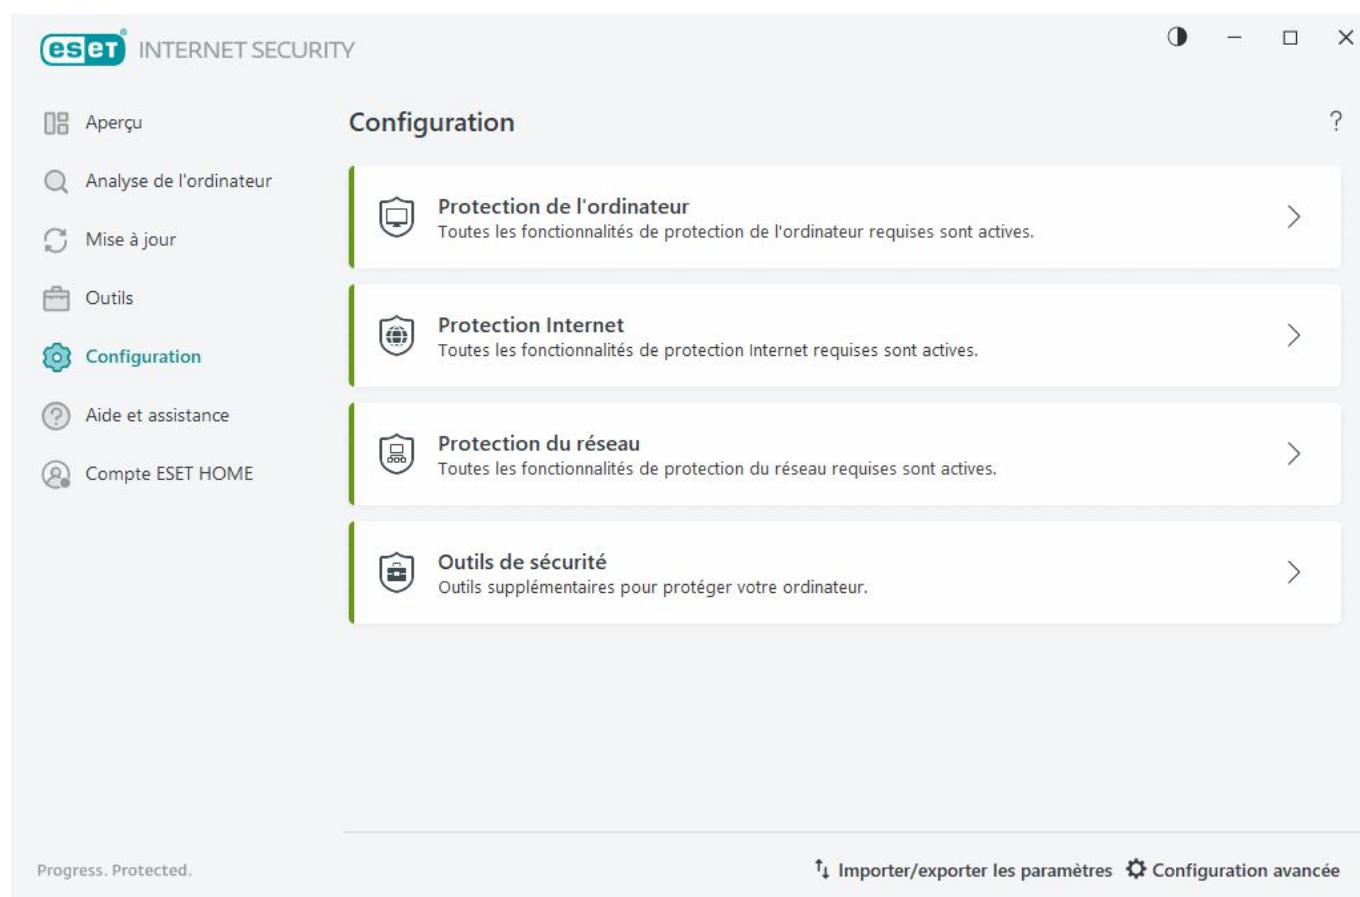 eset® INTERNET SECURITY
Aperçu
Analyse de l'ordinateur
Mise à jour
Outils
Configuration
Aide et assistance
Compte ESET HOME
Configuration
?
Protection de l'ordinateur
Toutes les fonctionnalités de protection de l'ordinateur requises sont actives.
Protection Internet
Toutes les fonctionnalités de protection Internet requises sont actives.
Protection du réseau
Toutes les fonctionnalités de protection du réseau requises sont actives.
Outils de sécurité
Outils supplémentaires pour protéger votre ordinateur.
Progress. Protected.
Importer/exporter les paramètres
Configuration avancée